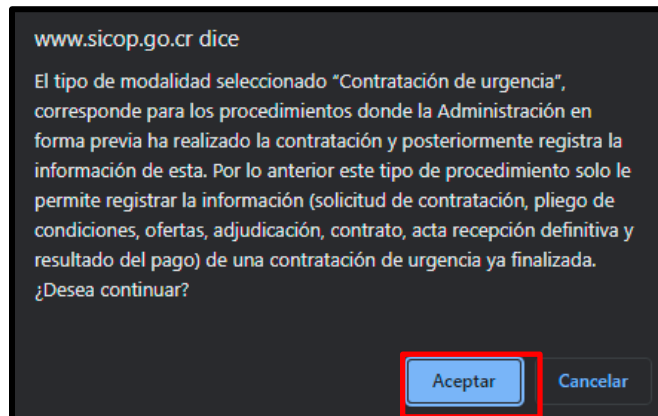 www.sicop.go.cr dice
El tipo de modalidad seleccionado “Contratación de urgencia”,
corresponde para los procedimientos donde la Administración en
forma previa ha realizado la contratación y posteriormente registra la
información de esta. Por lo anterior este tipo de procedimiento solo le
permite registrar la información (solicitud de contratación, pliego de
condiciones, ofertas, adjudicación, contrato, acta recepción definitiva y
resultado del pago) de una contratación de urgencia ya finalizada.
¿Desea continuar?
Aceptar Cancelar